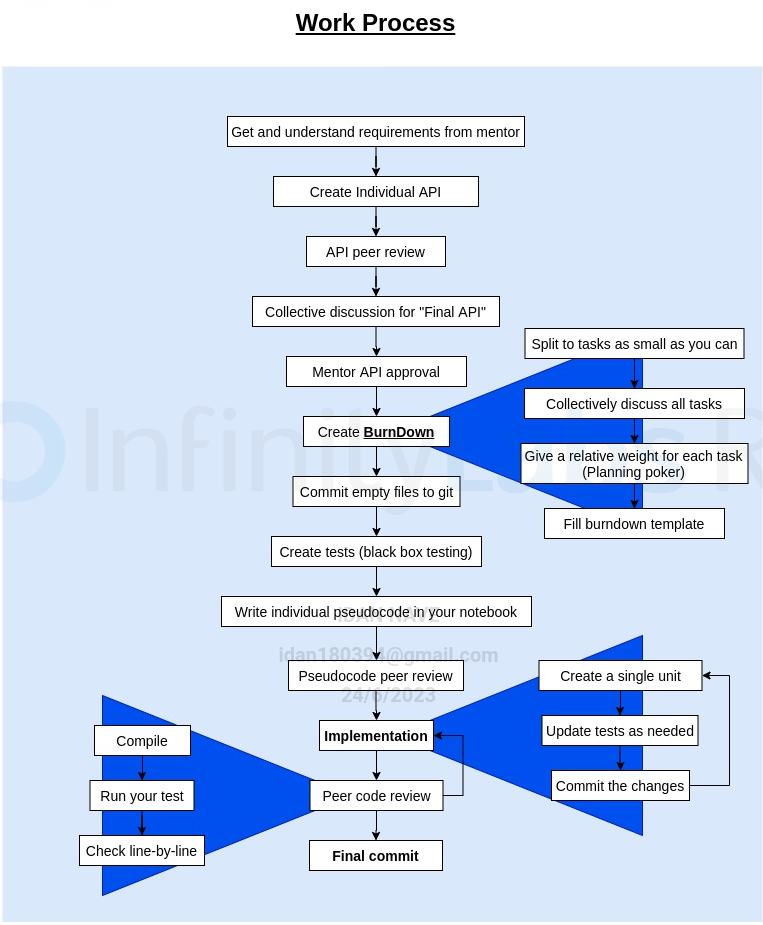 Work Process
Get and understand requirements from mentor
Create Individual API
API peer review
Collective discussion for "Final API"
Mentor API approval
Create BurnDown
Split to tasks as small as you can
Collectively discuss all tasks
Give a relative weight for each task
(Planning poker)
Fill burndown template
Commit empty files to git
Create tests (black box testing)
Write individual pseudocode in your notebook
Pseudocode peer review
Implementation
Create a single unit
Update tests as needed
Commit the changes
Peer code review
Compile
Run your test
Check line-by-line
Final commit
Infinity Labs R
IDAN NAVE
idan180394@gmail.com
24/6/2023